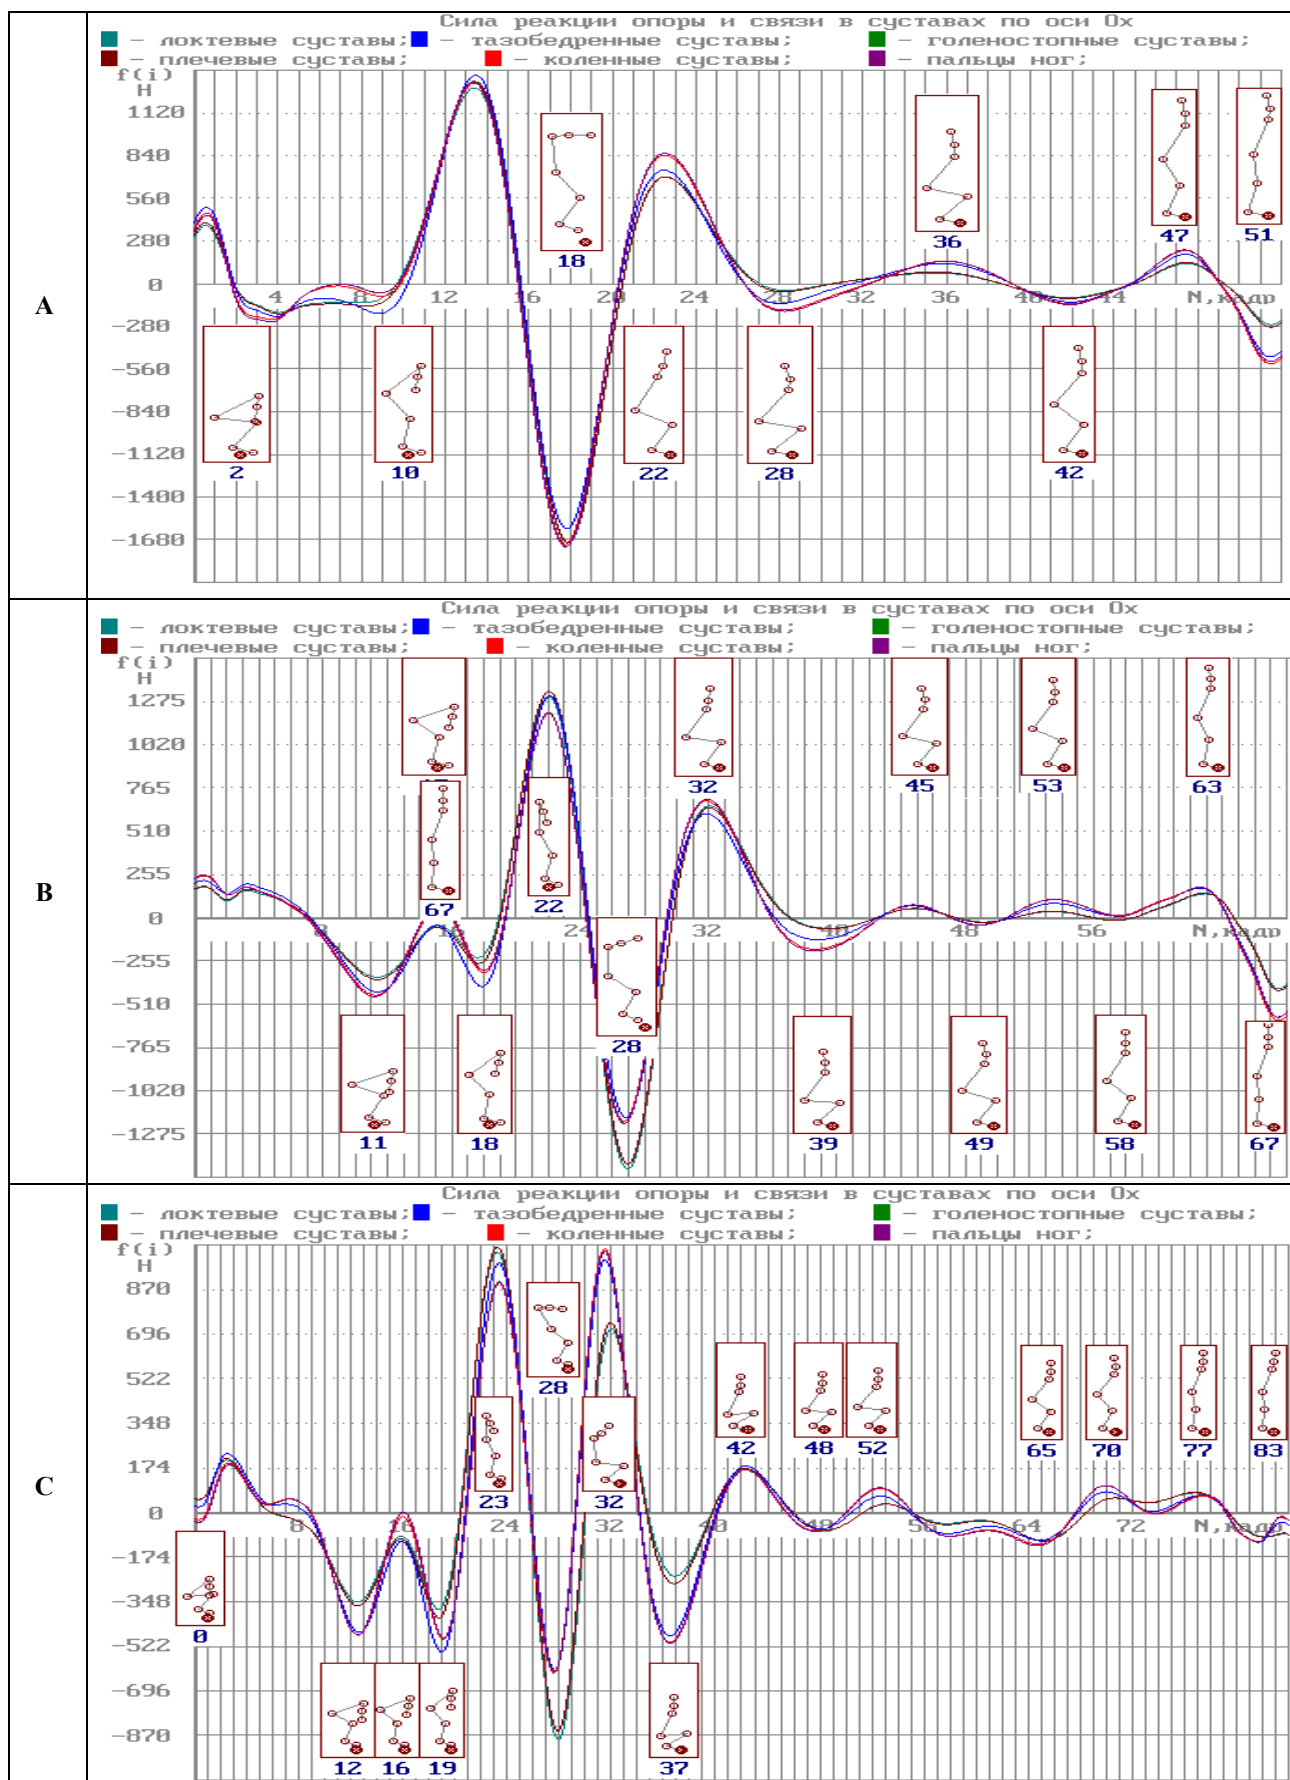 A
Сила реакции опоры и связи в суставах по оси Ох
– локтевые суставы; – тазобедренные суставы; – голеностопные суставы;
– плечевые суставы; – коленные суставы; – пальцы ног;
f(i)
Н
1120
840
560
280
0
-280
-560
-840
-1120
-1400
-1680
4 8 12 16 20 24 28 32 36 40 44 N,кадр
18 36 47 51
2 10 22 28 42
B
Сила реакции опоры и связи в суставах по оси Ох
– локтевые суставы; – тазобедренные суставы; – голеностопные суставы;
– плечевые суставы; – коленные суставы; – пальцы ног;
f(i)
Н
1275
1020
765
510
255
0
-255
-510
-765
-1020
-1275
8 16 24 32 40 48 56 N,кадр
32 45 53 63
67 22
28
11 18 39 49 58 67
C
Сила реакции опоры и связи в суставах по оси Ох
– локтевые суставы; – тазобедренные суставы; – голеностопные суставы;
– плечевые суставы; – коленные суставы; – пальцы ног;
f(i)
Н
870
696
522
348
174
0
-174
-348
-522
-696
-870
8 16 24 32 40 48 56 64 72 N,кадр
28
42 48 52 65 70 77 83
23 32
0
12 16 19 37